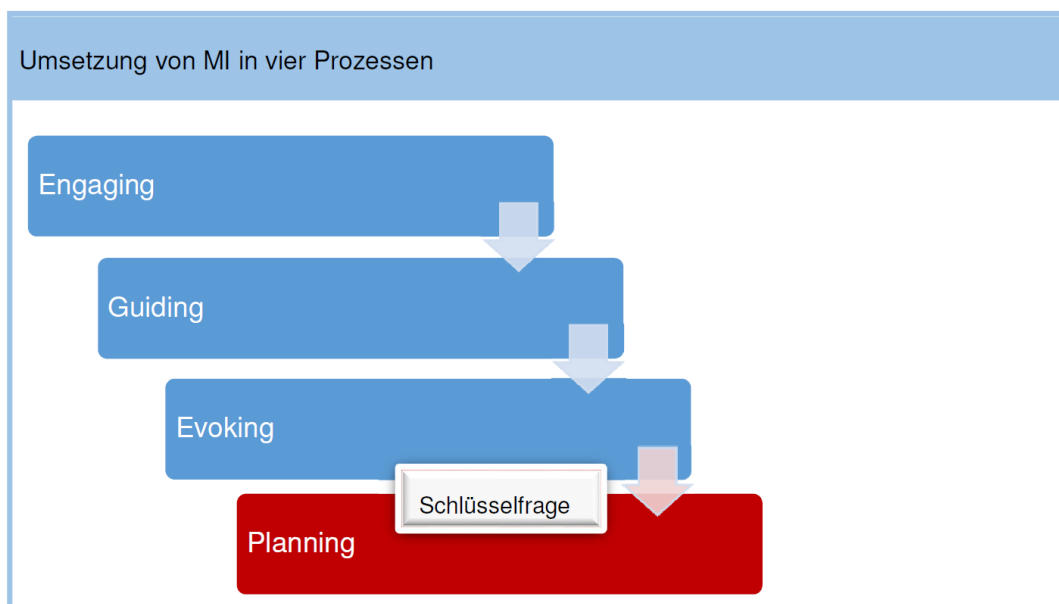 Umsetzung von MI in vier Prozessen
Engaging
Guiding
Evoking
Schlüsselfrage
Planning